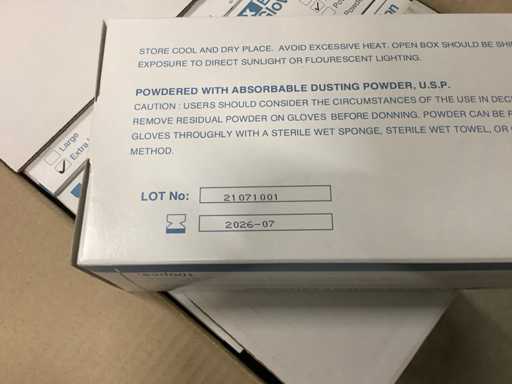 STORE COOL AND DRY PLACE. AVOID EXCESSIVE HEAT. OPEN BOX SHOULD BE
EXPOSURE TO DIRECT SUNLIGHT OR FLOURESCENT LIGHTING.
POWDERED WITH ABSORBABLE DUSTING POWDER, U.S.P.
CAUTION : USERS SHOULD CONSIDER THE CIRCUMSTANCES OF THE USE IN
REMOVE RESIDUAL POWDER ON GLOVES BEFORE DONNING. POWDER CAN BE
GLOVES THROUGHLY WITH A STERILE WET SPONGE, STERILE WET TOWEL, OR
METHOD.
LOT No: 21071001
2026-07
Large
Extra